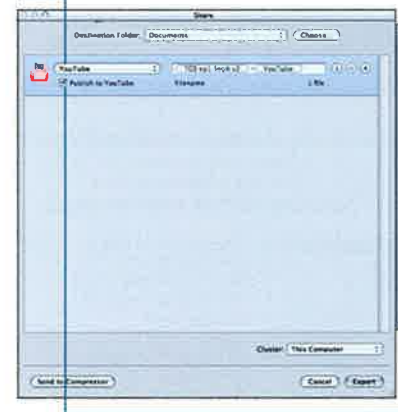 Share
Destination Folder: Documents Choose...
YouTube YouTube
Publish to YouTube Filename 1 file
Cluster: This Computer
Send to Compressor Cancel Export